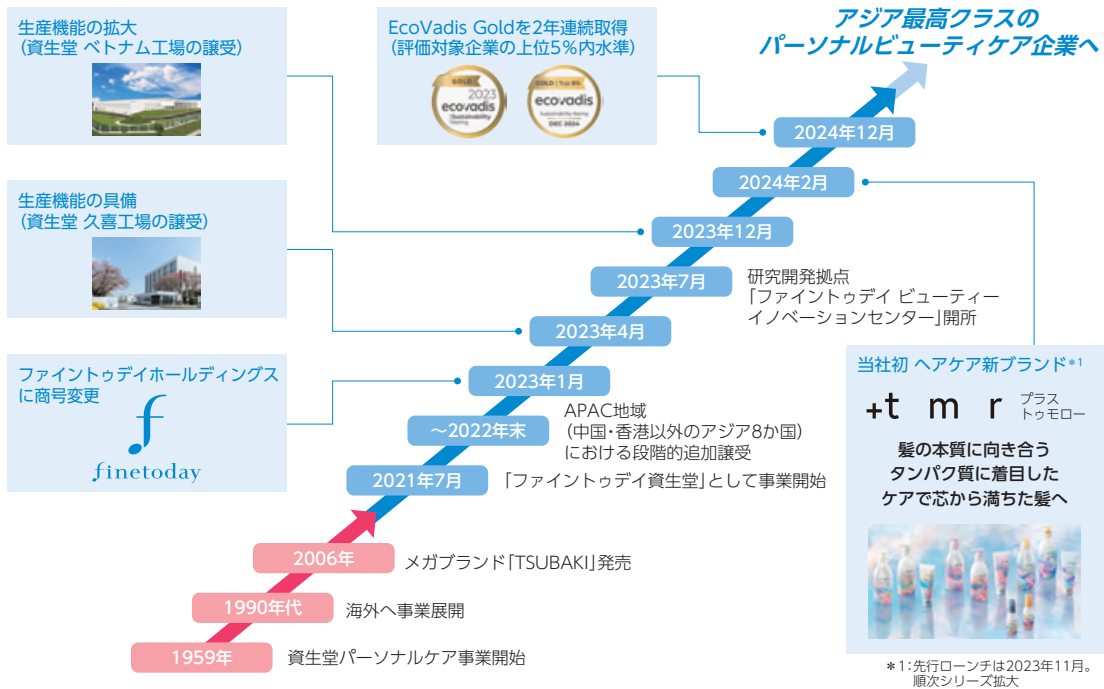 生産機能の拡大
（資生堂 ベトナム工場の譲受）
EcoVadis Goldを2年連続取得
（評価対象企業の上位5％内水準）
GOLD
2023
ecovadis
Sustainability
Rating
GOLD | Top 5%
ecovadis
Sustainability Rating
DEC 2024
アジア最高クラスの
パーソナルビューティケア企業へ
2024年12月
2024年2月
2023年12月
生産機能の具備
（資生堂 久喜工場の譲受）
2023年7月
研究開発拠点
「ファイントゥデイ ビューティー
イノベーションセンター」開所
2023年4月
ファイントゥデイホールディングス
に商号変更
finetoday
2023年1月
～2022年末
APAC地域
（中国・香港以外のアジア8か国）
における段階的追加譲受
2021年7月
「ファイントゥデイ資生堂」として事業開始
2006年
メガブランド「TSUBAKI」発売
1990年代
海外へ事業展開
1959年
資生堂パーソナルケア事業開始
当社初 ヘアケア新ブランド＊1
+t m r
プラス
トゥモロー
髪の本質に向き合う
タンパク質に着目した
ケアで芯から満ちた髪へ
＊1：先行ローンチは2023年11月。
順次シリーズ拡大